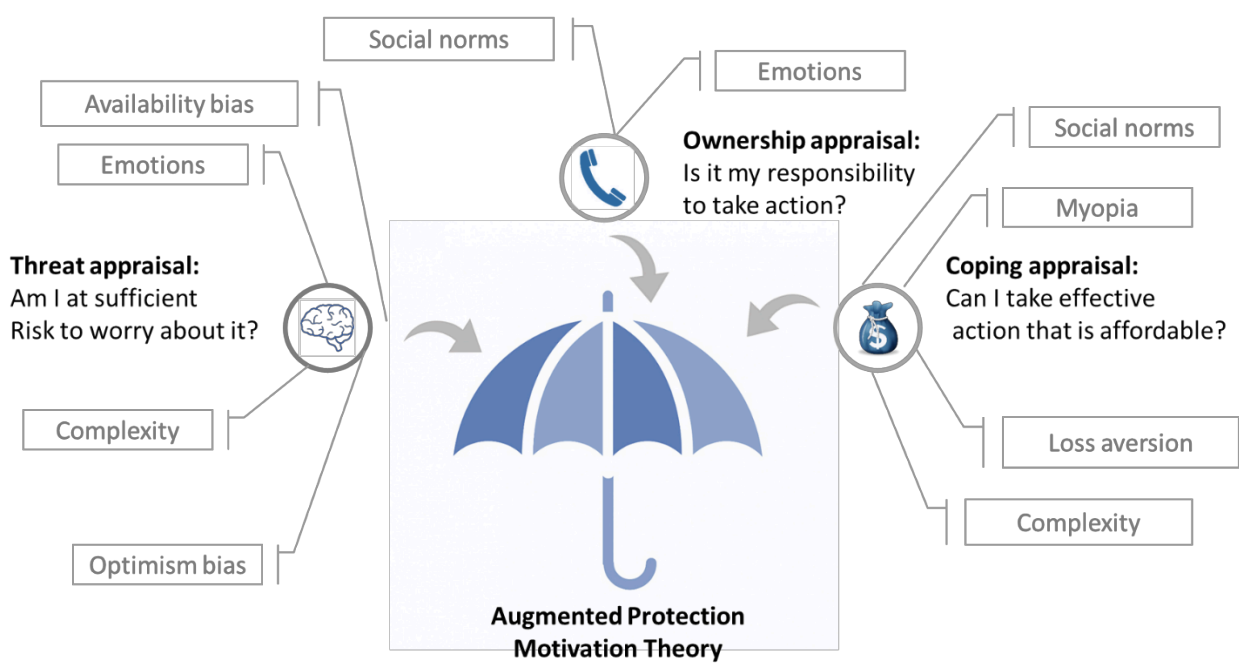 Social norms
Emotions
Availability bias
Emotions
Ownership appraisal:
Is it my responsibility
to take action?
Social norms
Myopia
Threat appraisal:
Am I at sufficient
Risk to worry about it?
Coping appraisal:
Can I take effective
action that is affordable?
$
Complexity
Loss aversion
Complexity
Optimism bias
Augmented Protection
Motivation Theory